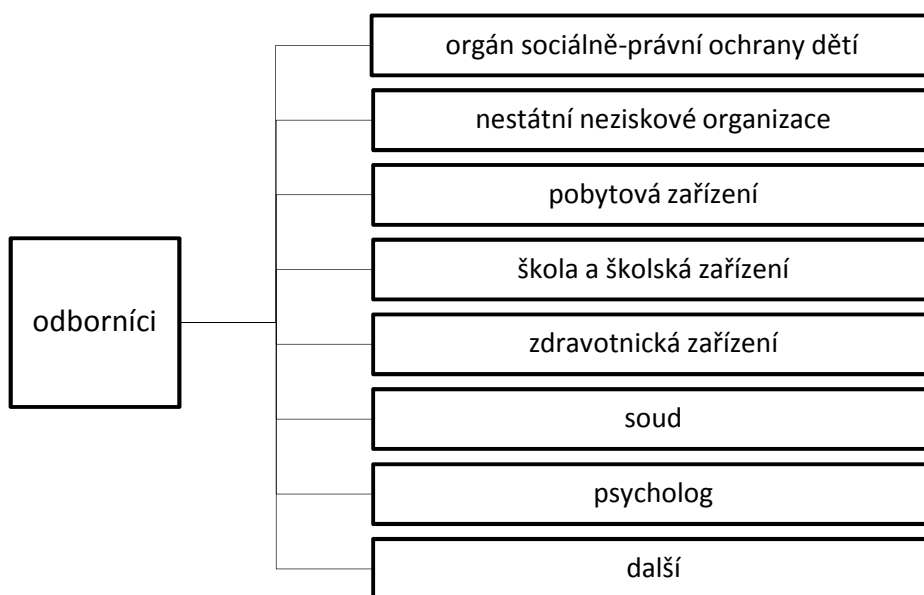 odborníci
orgán sociálně-právní ochrany dětí
nestátní neziskové organizace
pobytová zařízení
škola a školská zařízení
zdravotnická zařízení
soud
psycholog
další